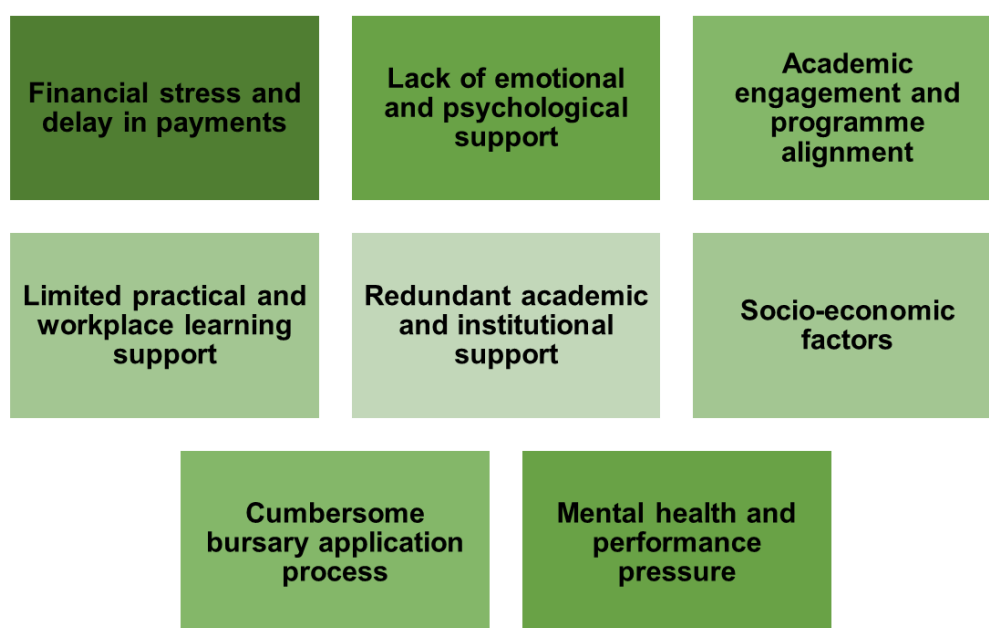 Financial stress and
delay in payments
Lack of emotional
and psychological
support
Academic
engagement and
programme
alignment
Limited practical and
workplace learning
support
Redundant academic
and institutional
support
Socio-economic
factors
Cumbersome
bursary application
process
Mental health and
performance
pressure